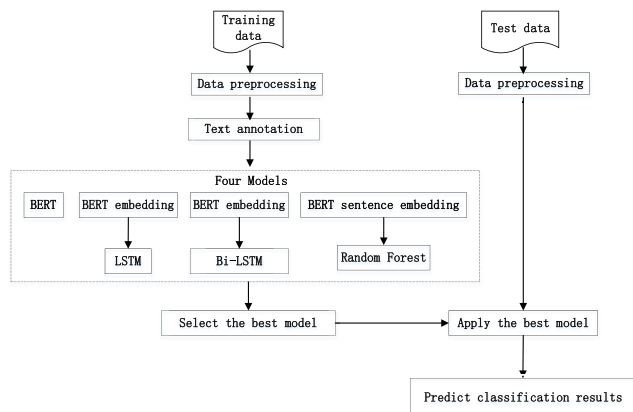 Training
data
Test data
Data preprocessing
Data preprocessing
Text annotation
Four Models
BERT
BERT embedding
BERT embedding
BERT sentence embedding
LSTM
Bi-LSTM
Random Forest
Select the best model
Apply the best model
Predict classification results